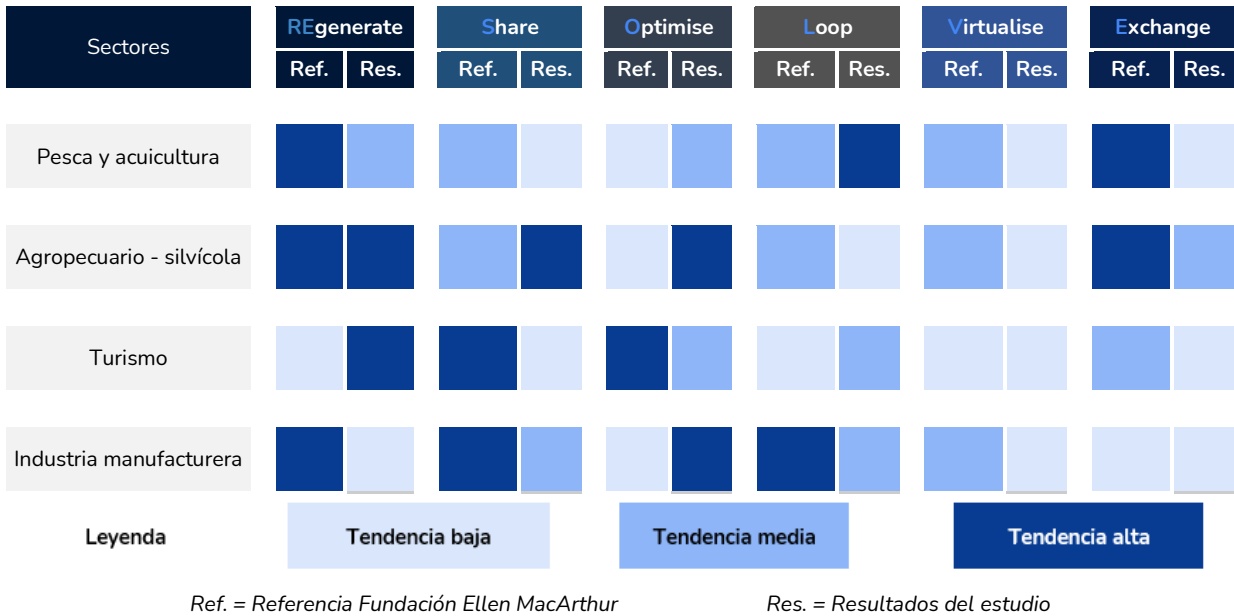 Sectores
REgenerate Share Optimise Loop Virtualise Exchange
Ref. Res. Ref. Res. Ref. Res. Ref. Res. Ref. Res. Ref. Res.
Pesca y acuicultura
Agropecuario - silvícola
Turismo
Industria manufacturera
Leyenda Tendencia baja Tendencia media Tendencia alta
Ref. = Referencia Fundación Ellen MacArthur Res. = Resultados del estudio